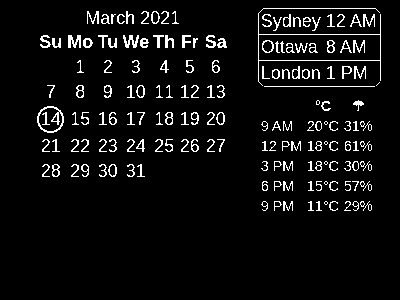 March 2021
Su Mo Tu We Th Fr Sa
1 2 3 4 5 6
7 8 9 10 11 12 13
14 15 16 17 18 19 20
21 22 23 24 25 26 27
28 29 30 31
Sydney 12 AM
Ottawa 8 AM
London 1 PM
°C ☂
9 AM 20°C 31%
12 PM 18°C 61%
3 PM 18°C 30%
6 PM 15°C 57%
9 PM 11°C 29%